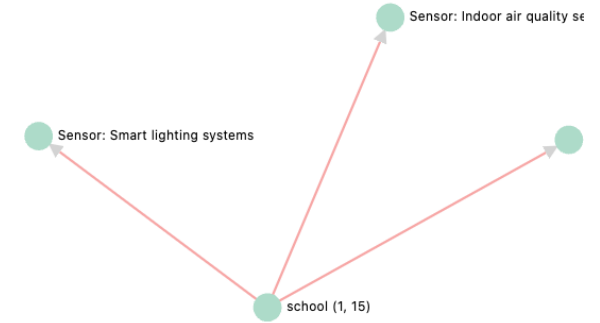 Sensor: Indoor air quality se
Sensor: Smart lighting systems
school (1, 15)